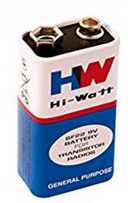 HW
Hi-Watt
6F22 9V
BATTERY
FOR
TRANSISTOR
RADIOS
GENERAL PURPOSE